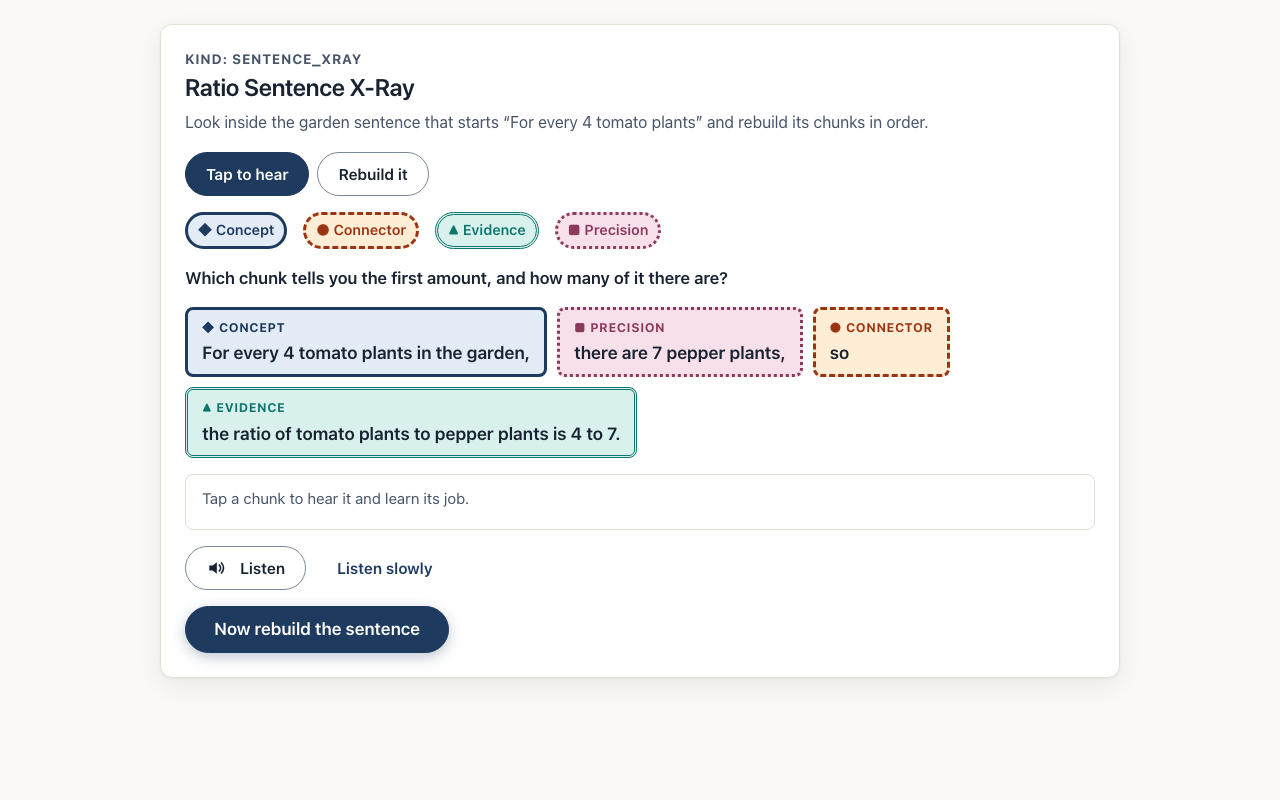 KIND: SENTENCE_XRAY
Ratio Sentence X-Ray
Look inside the garden sentence that starts “For every 4 tomato plants” and rebuild its chunks in order.
Tap to hear
Rebuild it
Concept
Connector
Evidence
Precision
Which chunk tells you the first amount, and how many of it there are?
CONCEPT
For every 4 tomato plants in the garden,
PRECISION
there are 7 pepper plants,
CONNECTOR
so
EVIDENCE
the ratio of tomato plants to pepper plants is 4 to 7.
Tap a chunk to hear it and learn its job.
Listen
Listen slowly
Now rebuild the sentence